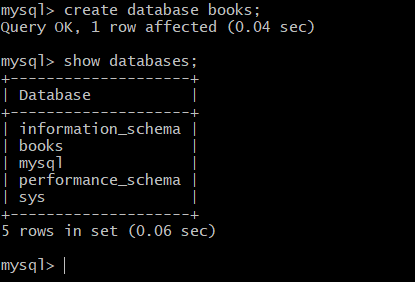 mysql> create database books;
Query OK, 1 row affected (0.04 sec)
mysql> show databases;
+--------------------+
| Database           |
+--------------------+
| information_schema |
| books              |
| mysql              |
| performance_schema |
| sys                |
+--------------------+
5 rows in set (0.06 sec)
mysql>